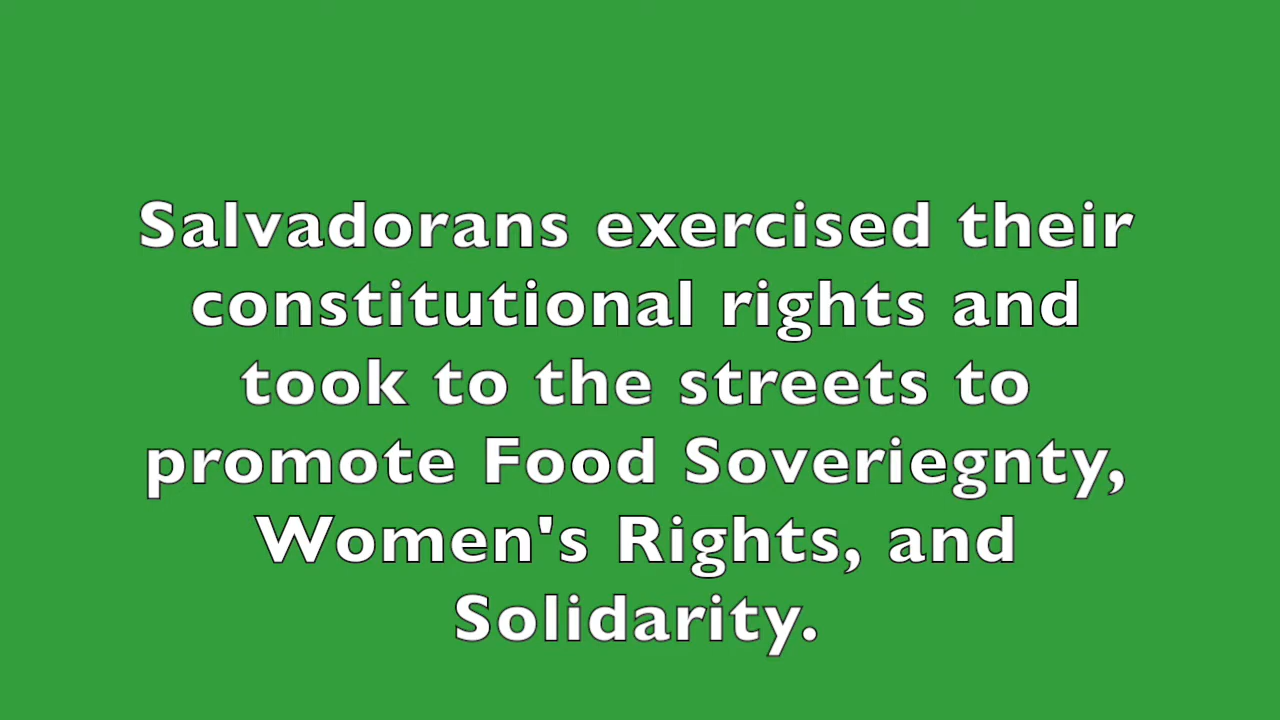 Salvadorans exercised their
constitutional rights and
took to the streets to
promote Food Soveriegnty,
Women's Rights, and
Solidarity.